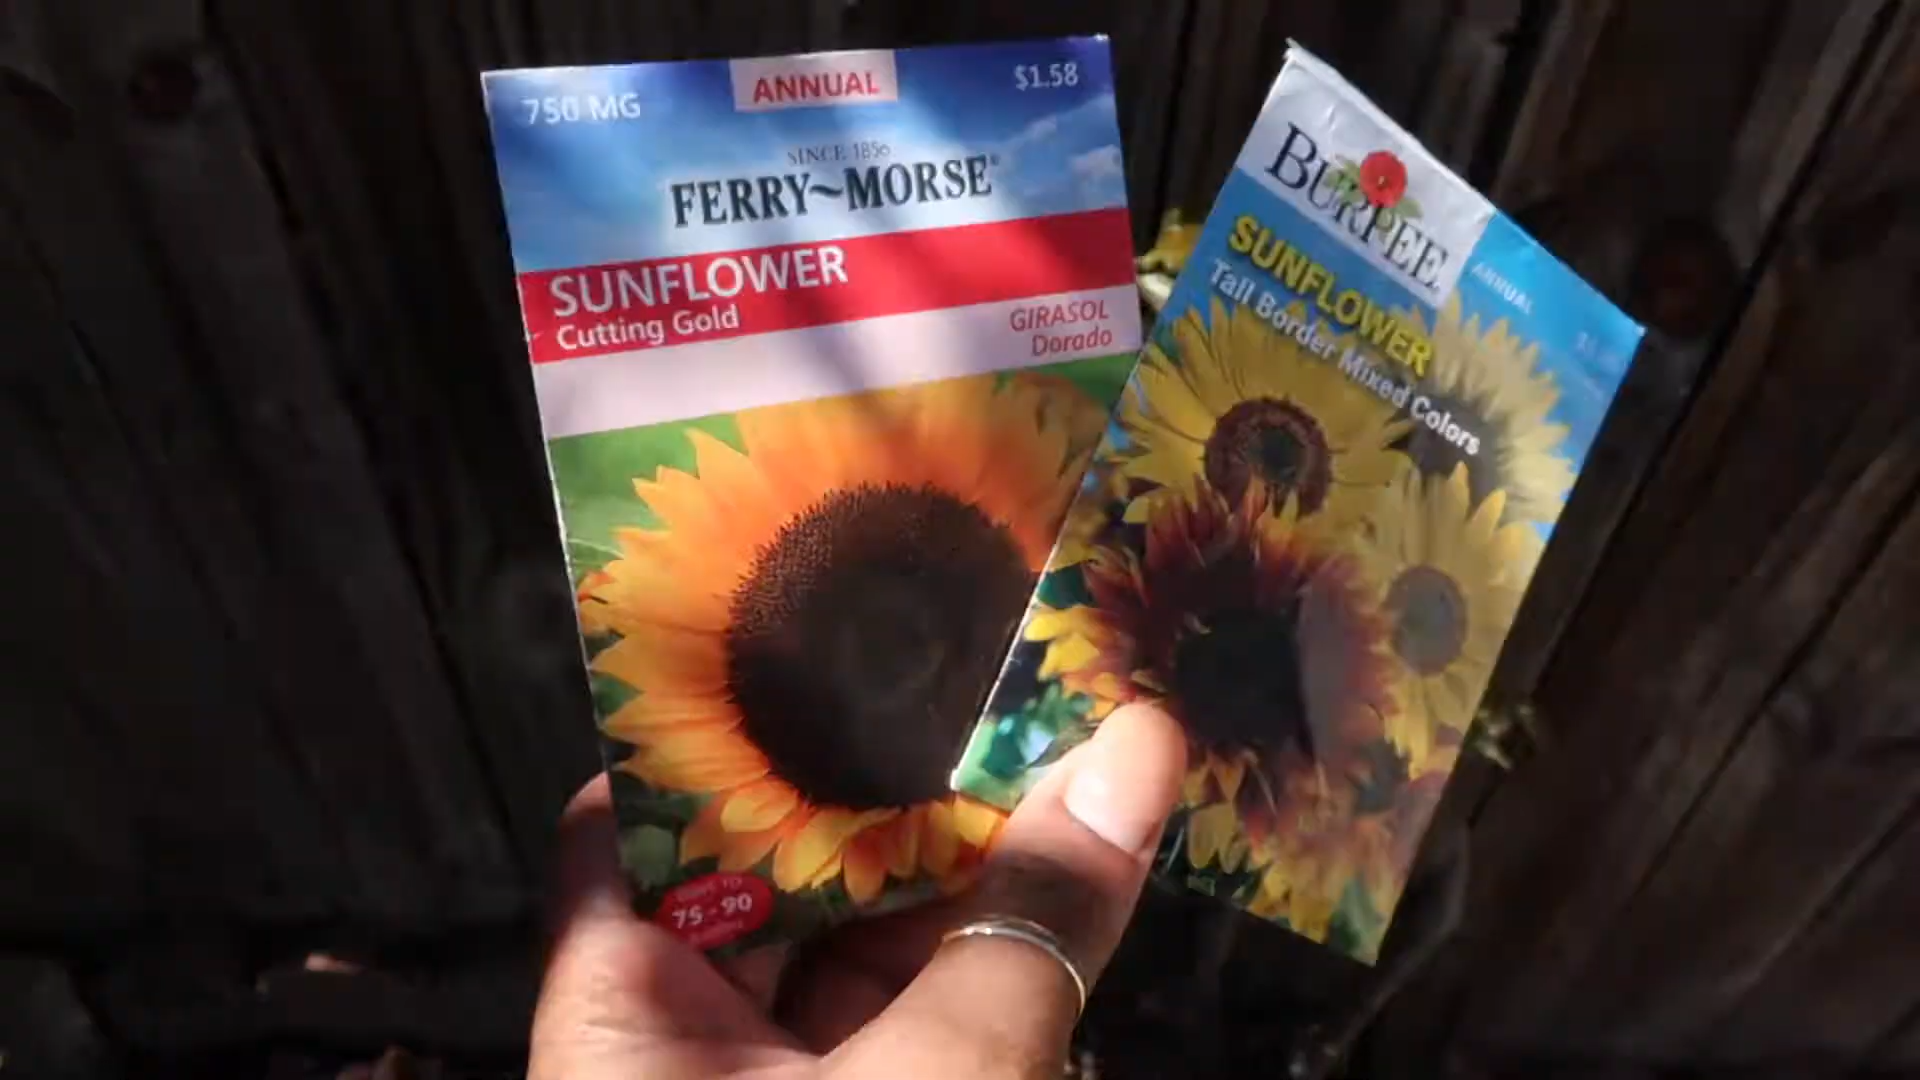 750 MG
ANNUAL
$1.58
SINCE 1856
FERRY~MORSE®
SUNFLOWER
Cutting Gold
GIRASOL
Dorado
75-90
BURPEE
ANNUAL
SUNFLOWER
Tall Border Mixed Colors